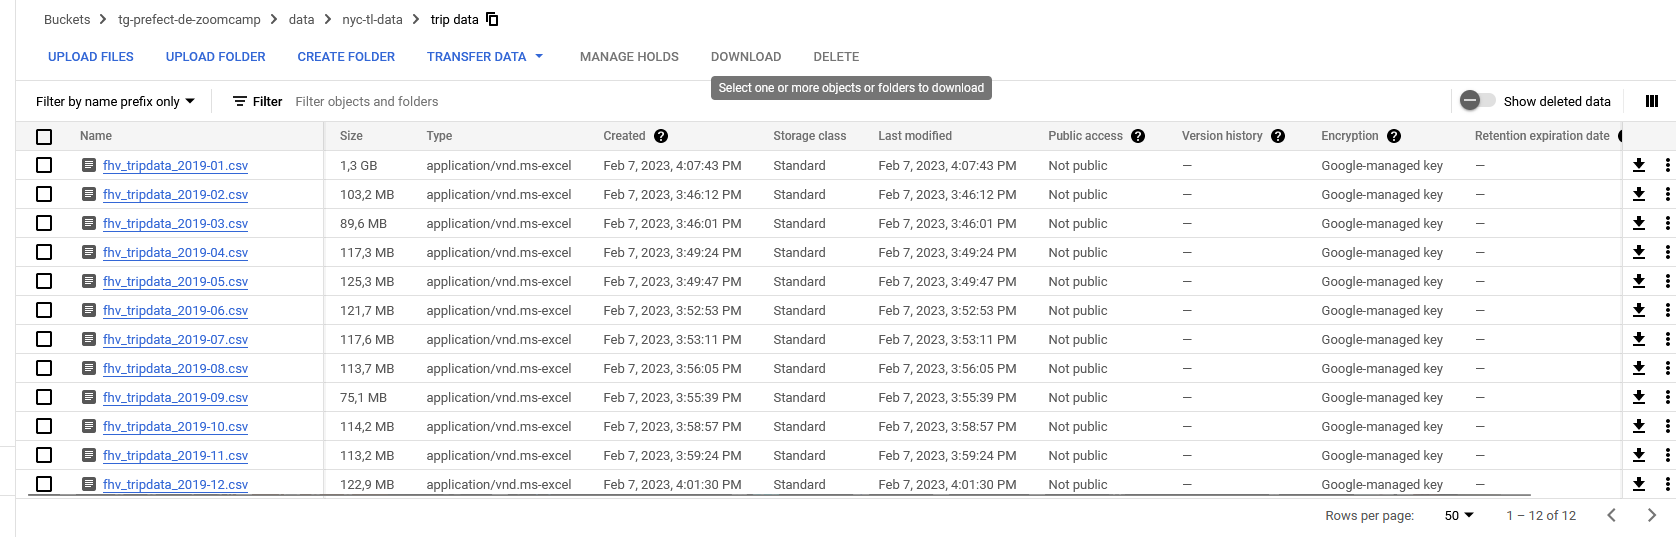 Buckets > tg-prefect-de-zoomcamp > data > nyc-tl-data > trip data
UPLOAD FILES UPLOAD FOLDER CREATE FOLDER TRANSFER DATA MANAGE HOLDS DOWNLOAD DELETE
Select one or more objects or folders to download
Filter by name prefix only Filter Filter objects and folders Show deleted data
Name Size Type Created Storage class Last modified Public access Version history Encryption Retention expiration date
fhv_tripdata_2019-01.csv 1,3 GB application/vnd.ms-excel Feb 7, 2023, 4:07:43 PM Standard Feb 7, 2023, 4:07:43 PM Not public — Google-managed key —
fhv_tripdata_2019-02.csv 103,2 MB application/vnd.ms-excel Feb 7, 2023, 3:46:12 PM Standard Feb 7, 2023, 3:46:12 PM Not public — Google-managed key —
fhv_tripdata_2019-03.csv 89,6 MB application/vnd.ms-excel Feb 7, 2023, 3:46:01 PM Standard Feb 7, 2023, 3:46:01 PM Not public — Google-managed key —
fhv_tripdata_2019-04.csv 117,3 MB application/vnd.ms-excel Feb 7, 2023, 3:49:24 PM Standard Feb 7, 2023, 3:49:24 PM Not public — Google-managed key —
fhv_tripdata_2019-05.csv 125,3 MB application/vnd.ms-excel Feb 7, 2023, 3:49:47 PM Standard Feb 7, 2023, 3:49:47 PM Not public — Google-managed key —
fhv_tripdata_2019-06.csv 121,7 MB application/vnd.ms-excel Feb 7, 2023, 3:52:53 PM Standard Feb 7, 2023, 3:52:53 PM Not public — Google-managed key —
fhv_tripdata_2019-07.csv 117,6 MB application/vnd.ms-excel Feb 7, 2023, 3:53:11 PM Standard Feb 7, 2023, 3:53:11 PM Not public — Google-managed key —
fhv_tripdata_2019-08.csv 113,7 MB application/vnd.ms-excel Feb 7, 2023, 3:56:05 PM Standard Feb 7, 2023, 3:56:05 PM Not public — Google-managed key —
fhv_tripdata_2019-09.csv 75,1 MB application/vnd.ms-excel Feb 7, 2023, 3:55:39 PM Standard Feb 7, 2023, 3:55:39 PM Not public — Google-managed key —
fhv_tripdata_2019-10.csv 114,2 MB application/vnd.ms-excel Feb 7, 2023, 3:58:57 PM Standard Feb 7, 2023, 3:58:57 PM Not public — Google-managed key —
fhv_tripdata_2019-11.csv 113,2 MB application/vnd.ms-excel Feb 7, 2023, 3:59:24 PM Standard Feb 7, 2023, 3:59:24 PM Not public — Google-managed key —
fhv_tripdata_2019-12.csv 122,9 MB application/vnd.ms-excel Feb 7, 2023, 4:01:30 PM Standard Feb 7, 2023, 4:01:30 PM Not public — Google-managed key —
Rows per page: 50 1 – 12 of 12